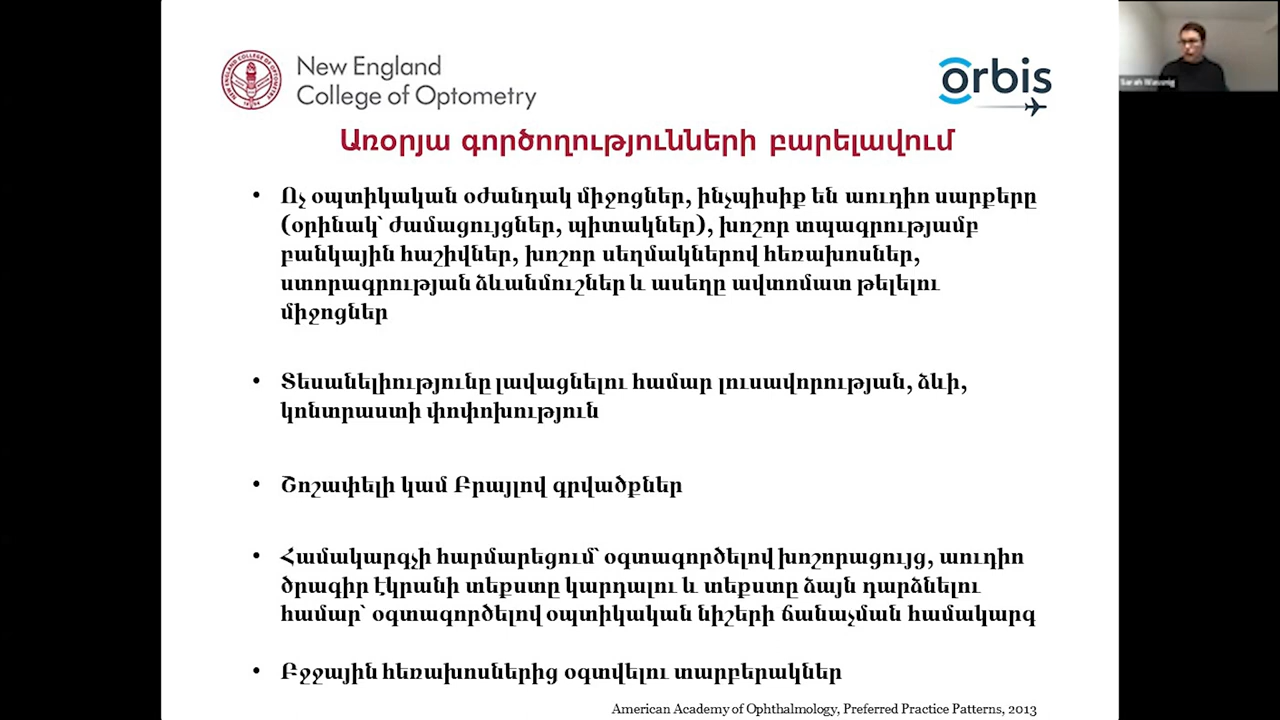 New England
College of Optometry
orbis
Sarah Wassnig
Առօրյա գործողությունների բարելավում
• Ոչ օպտիկական օժանդակ միջոցներ, ինչպիսիք են աուդիո սարքերը
(օրինակ՝ ժամացույցներ, պիտակներ), խոշոր տպագրությամբ
բանկային հաշիվներ, խոշոր սեղմակներով հեռախոսներ,
ստորագրության ձևանմուշներ և ասեղը ավտոմատ թելելու
միջոցներ
• Տեսանելիությունը լավացնելու համար լուսավորության, ձևի,
կոնտրաստի փոփոխություն
• Շոշափելի կամ Բրայլով գրվածքներ
• Համակարգչի հարմարեցում՝ օգտագործելով խոշորացույց, աուդիո
ծրագիր էկրանի տեքստը կարդալու և տեքստը ձայն դարձնելու
համար՝ օգտագործելով օպտիկական նիշերի ճանաչման համակարգ
• Բջջային հեռախոսներից օգտվելու տարբերակներ
American Academy of Ophthalmology, Preferred Practice Patterns, 2013